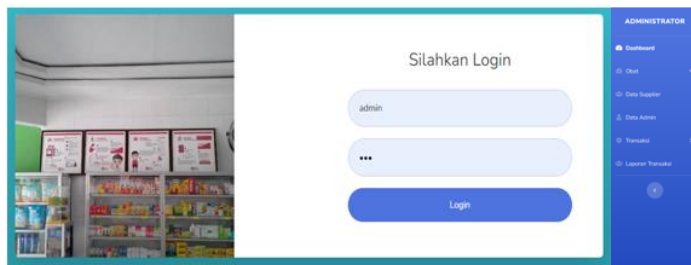 Silahkan Login
admin
•••
Login
ADMINISTRATOR
Dashboard
Obat
Data Supplier
Data Admin
Transaksi
Laporan Transaksi